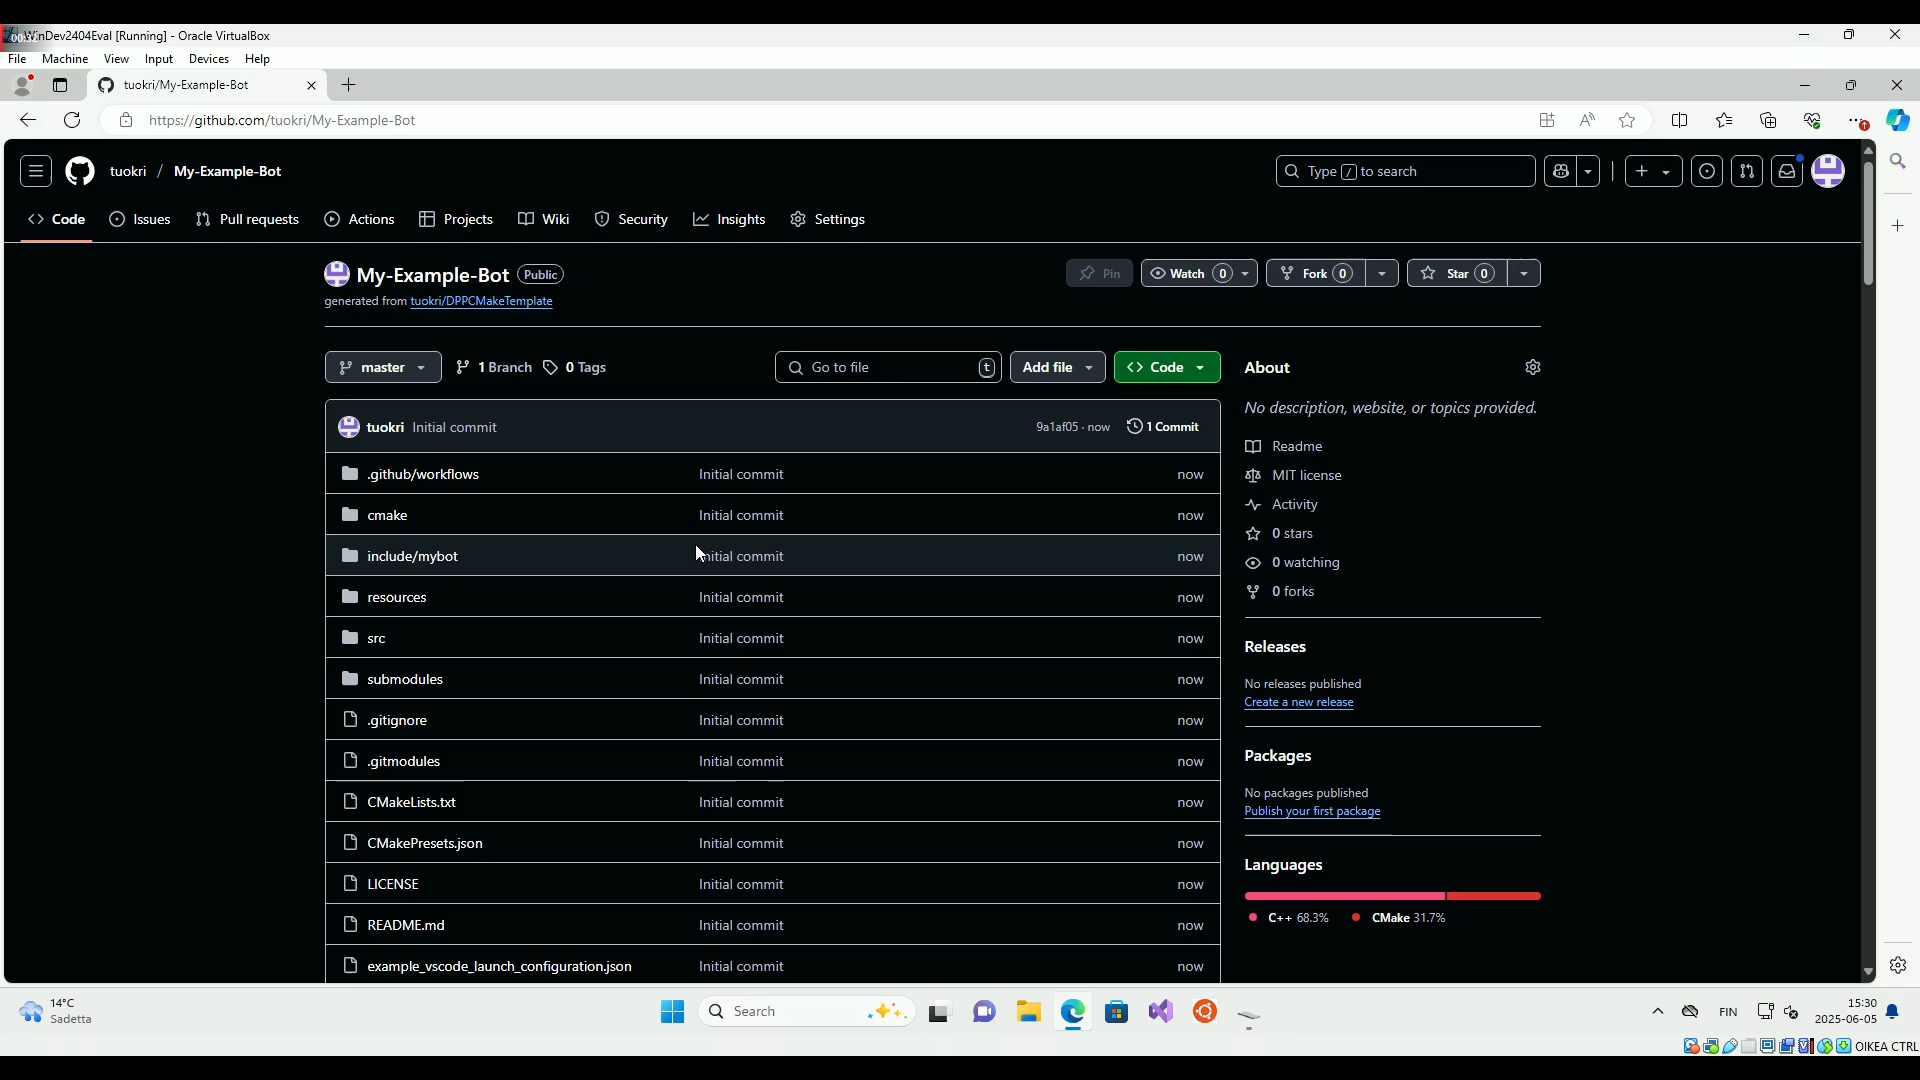 WinDev2404Eval [Running] - Oracle VirtualBox
File Machine View Input Devices Help
tuokri/My-Example-Bot
https://github.com/tuokri/My-Example-Bot
tuokri / My-Example-Bot
Type / to search
Code Issues Pull requests Actions Projects Wiki Security Insights Settings
My-Example-Bot Public
Pin Watch 0 Fork 0 Star 0
generated from tuokri/DPPCMakeTemplate
master 1 Branch 0 Tags
Go to file t Add file Code
tuokri Initial commit 9a1af05 · now 1 Commit
.github/workflows Initial commit now
cmake Initial commit now
include/mybot Initial commit now
resources Initial commit now
src Initial commit now
submodules Initial commit now
.gitignore Initial commit now
.gitmodules Initial commit now
CMakeLists.txt Initial commit now
CMakePresets.json Initial commit now
LICENSE Initial commit now
README.md Initial commit now
example_vscode_launch_configuration.json Initial commit now
About
No description, website, or topics provided.
Readme
MIT license
Activity
0 stars
0 watching
0 forks
Releases
No releases published
Create a new release
Packages
No packages published
Publish your first package
Languages
C++ 68.3% CMake 31.7%
14°C
Sadetta
Search
FIN
15:30
2025-06-05
OIKEA CTRL